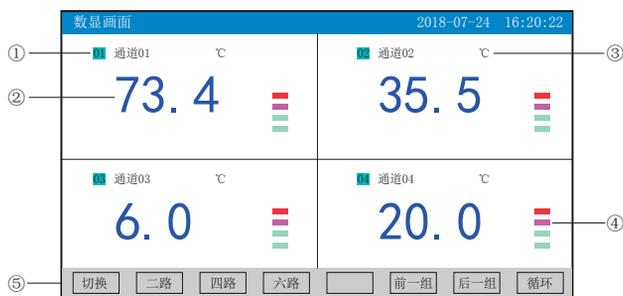 数显画面 2018-07-24 16:20:22
① 01 通道01 ℃ 02 通道02 ℃ ③
② 73.4 35.5
03 通道03 ℃ 04 通道04 ℃
6.0 20.0 ④
⑤ 切换 二路 四路 六路 前一组 后一组 循环